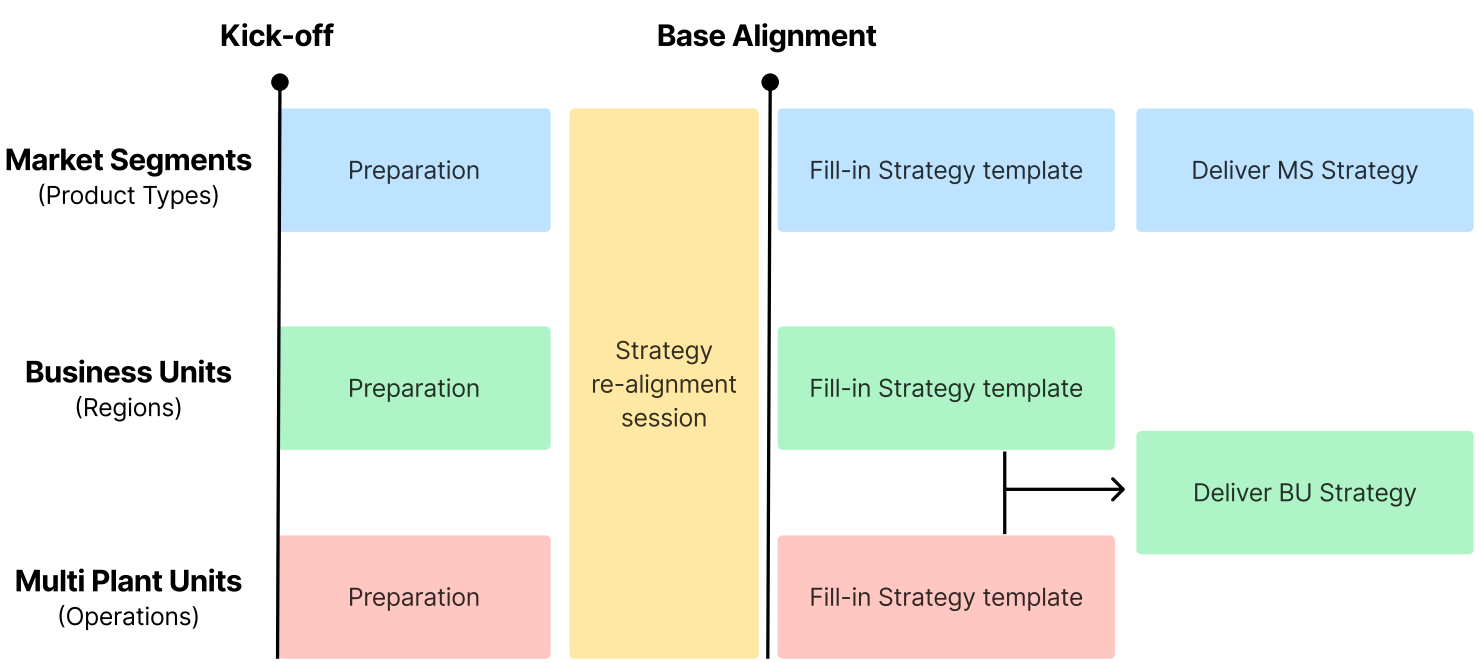 Kick-off
Base Alignment
Market Segments
(Product Types)
Preparation
Fill-in Strategy template
Deliver MS Strategy
Business Units
(Regions)
Preparation
Strategy
re-alignment
session
Fill-in Strategy template
Deliver BU Strategy
Multi Plant Units
(Operations)
Preparation
Fill-in Strategy template